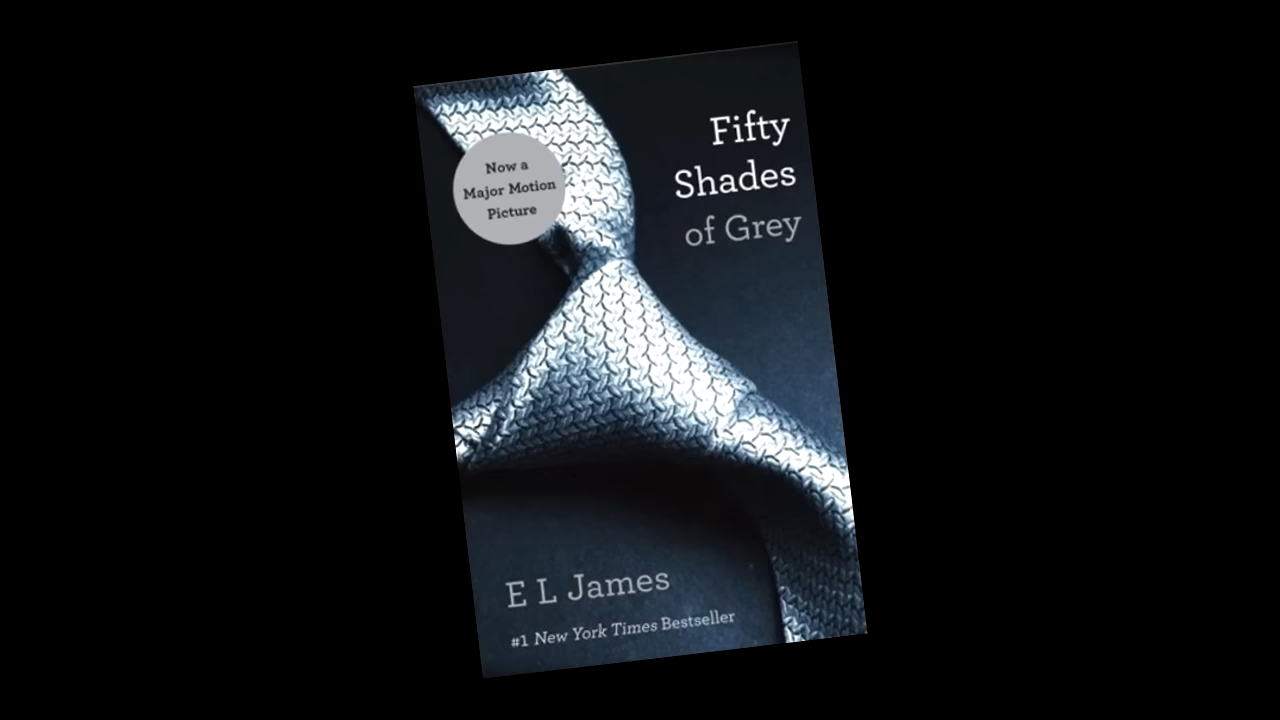 Fifty
Shades
of Grey
Now a
Major Motion
Picture
E L James
#1 New York Times Bestseller